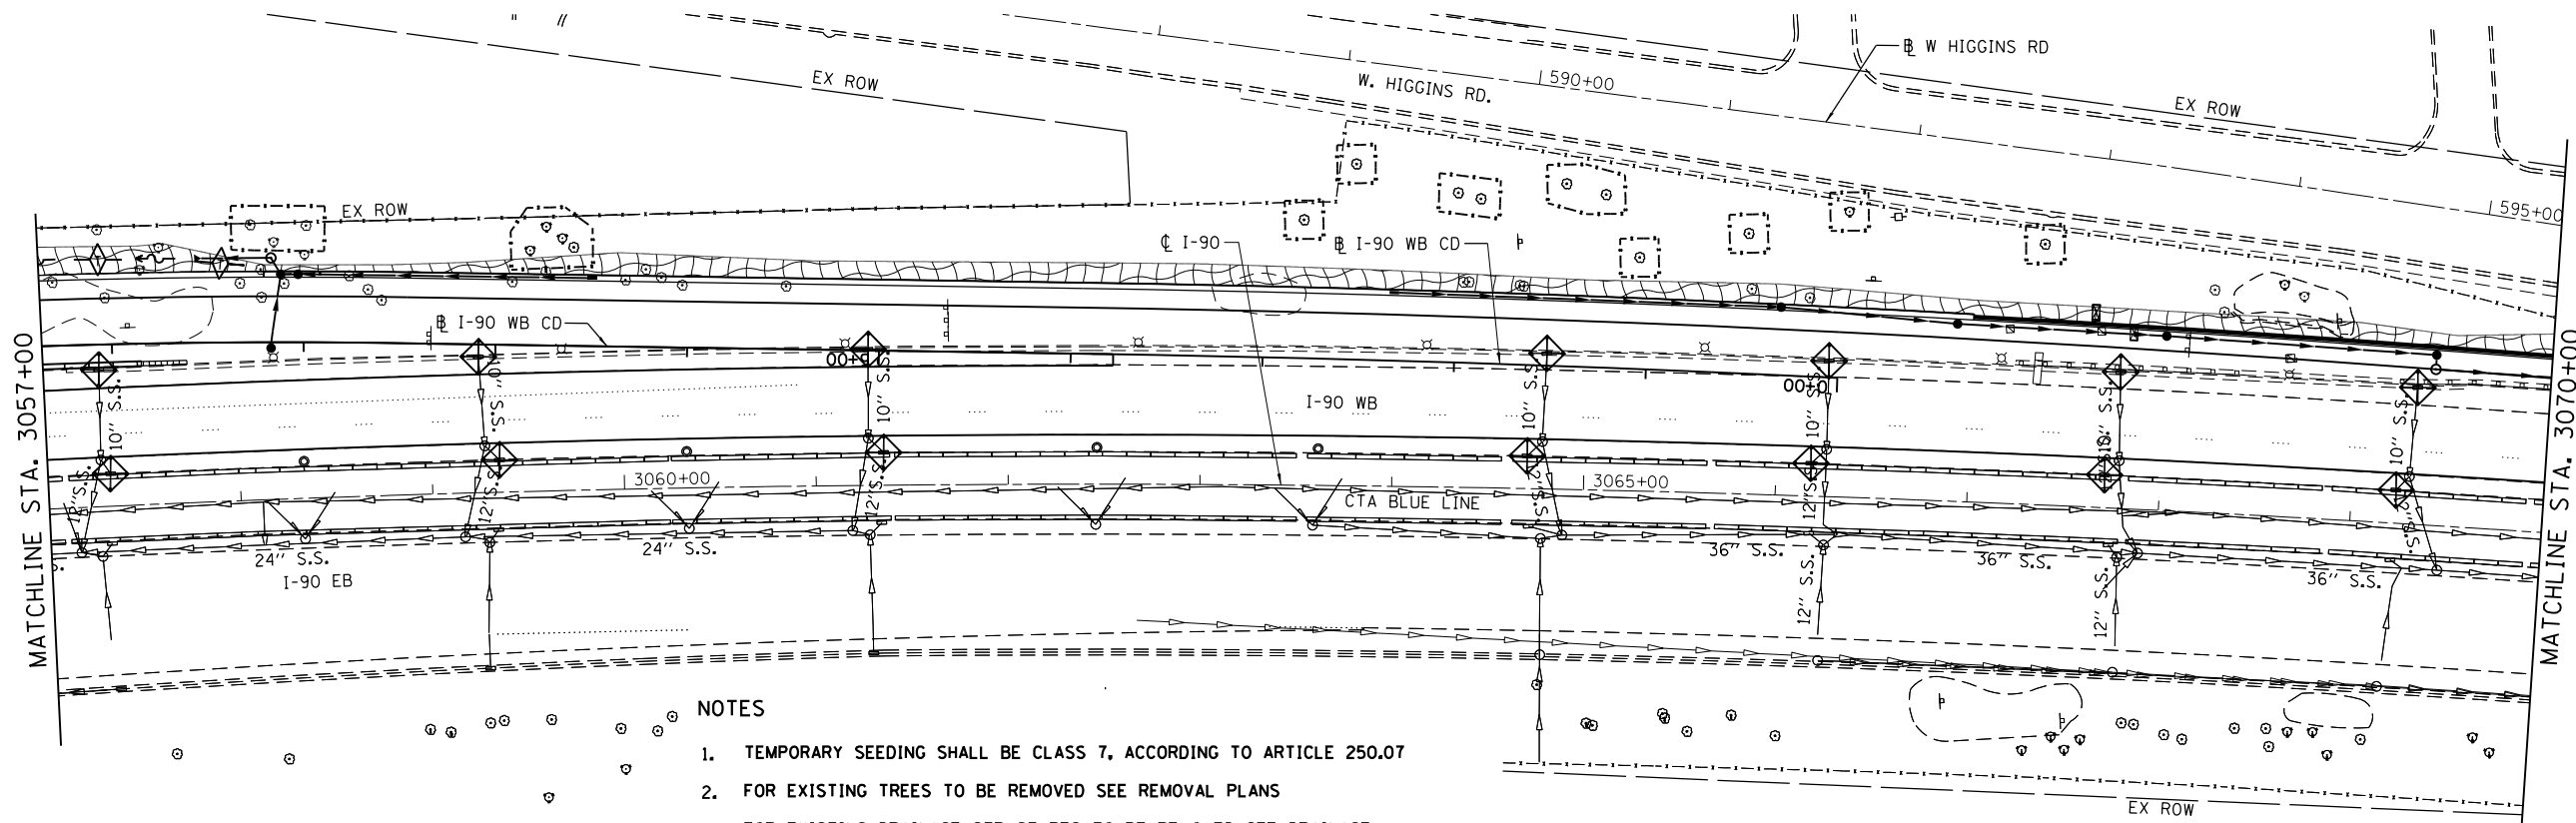 EX ROW
W. HIGGINS RD.
590+00
℄ W HIGGINS RD
EX ROW
595+00
EX ROW
℄ I-90
℄ I-90 WB CD
℄ I-90 WB CD
MATCHLINE STA. 3057+00
MATCHLINE STA. 3070+00
00+
00+
10" S.S.
10" S.S.
10" S.S.
10" S.S.
10" S.S.
10" S.S.
10" S.S.
I-90 WB
12" S.S.
12" S.S.
12" S.S.
12" S.S.
3060+00
3065+00
CTA BLUE LINE
24" S.S.
24" S.S.
36" S.S.
36" S.S.
36" S.S.
I-90 EB
12" S.S.
12" S.S.
NOTES
1. TEMPORARY SEEDING SHALL BE CLASS 7, ACCORDING TO ARTICLE 250.07
2. FOR EXISTING TREES TO BE REMOVED SEE REMOVAL PLANS
EX ROW